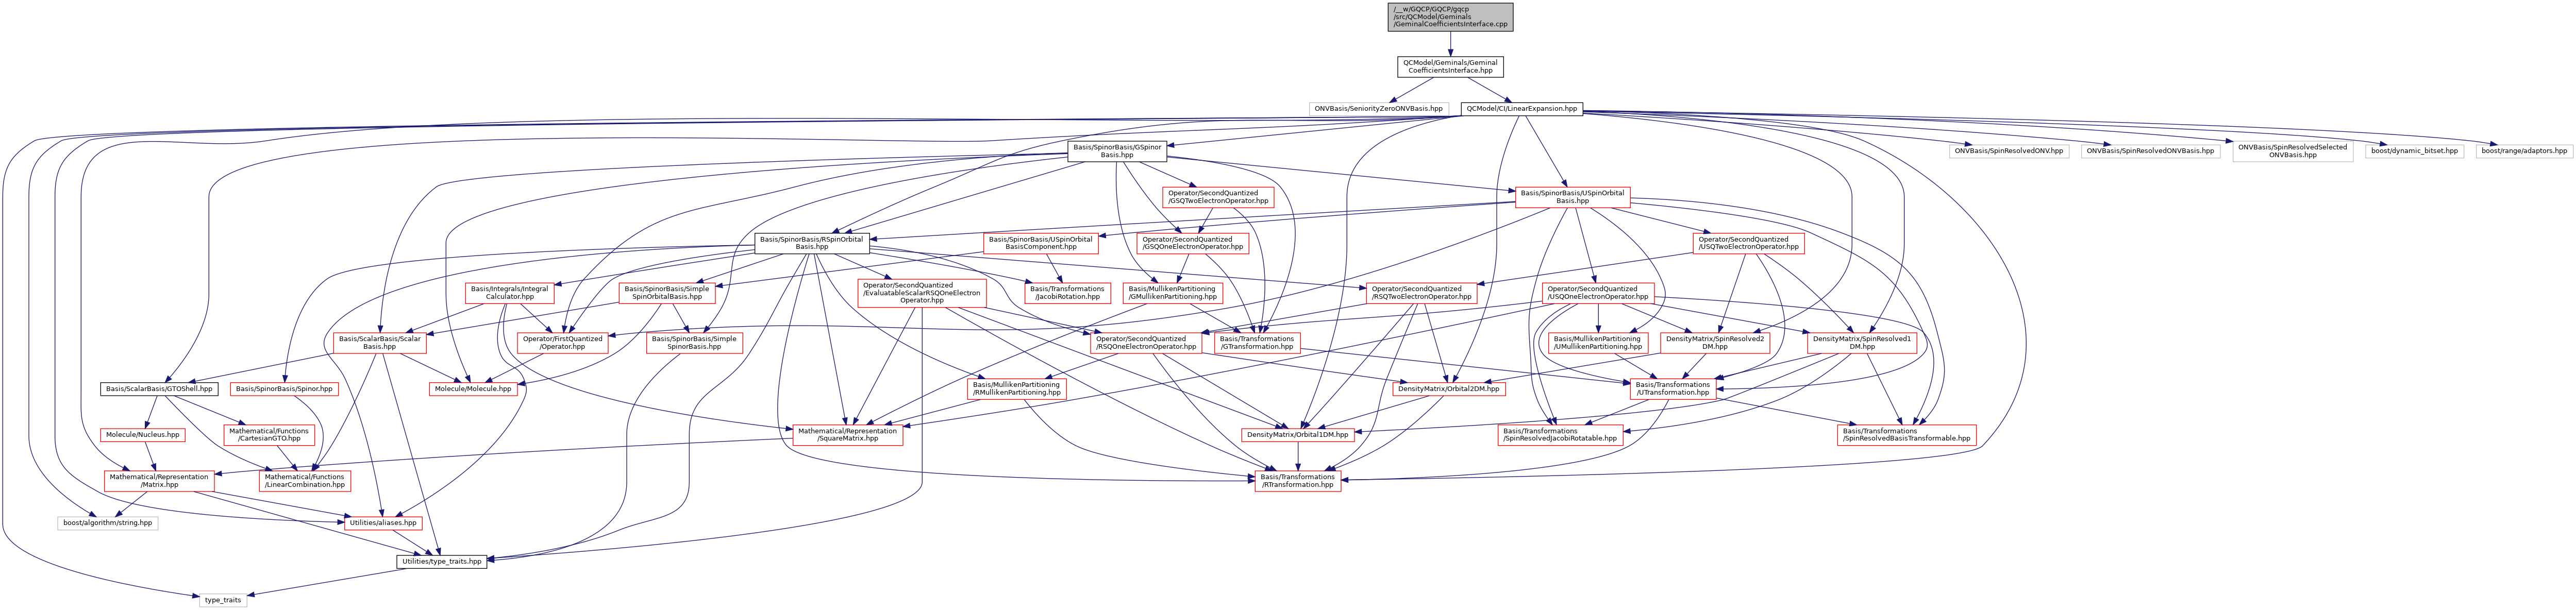 /__w/GQCP/GQCP/gqcp
/src/QCModel/Geminals
/GeminalCoefficientsInterface.cpp
QCModel/Geminals/Geminal
CoefficientsInterface.hpp
ONVBasis/SeniorityZeroONVBasis.hpp
QCModel/CI/LinearExpansion.hpp
Basis/SpinorBasis/GSpinor
Basis.hpp
ONVBasis/SpinResolvedONV.hpp
ONVBasis/SpinResolvedONVBasis.hpp
ONVBasis/SpinResolvedSelected
ONVBasis.hpp
boost/dynamic_bitset.hpp
boost/range/adaptors.hpp
Operator/SecondQuantized
/GSQTwoElectronOperator.hpp
Basis/SpinorBasis/USpinOrbital
Basis.hpp
Basis/SpinorBasis/RSpinOrbital
Basis.hpp
Basis/SpinorBasis/USpinOrbital
BasisComponent.hpp
Operator/SecondQuantized
/GSQOneElectronOperator.hpp
Operator/SecondQuantized
/USQTwoElectronOperator.hpp
Basis/Integrals/Integral
Calculator.hpp
Basis/SpinorBasis/Simple
SpinOrbitalBasis.hpp
Operator/SecondQuantized
/EvaluatableScalarRSQOneElectron
Operator.hpp
Basis/Transformations
/JacobiRotation.hpp
Basis/MullikenPartitioning
/GMullikenPartitioning.hpp
Operator/SecondQuantized
/RSQTwoElectronOperator.hpp
Operator/SecondQuantized
/USQOneElectronOperator.hpp
Basis/ScalarBasis/Scalar
Basis.hpp
Operator/FirstQuantized
/Operator.hpp
Basis/SpinorBasis/Simple
SpinorBasis.hpp
Operator/SecondQuantized
/RSQOneElectronOperator.hpp
Basis/Transformations
/GTransformation.hpp
Basis/MullikenPartitioning
/UMullikenPartitioning.hpp
DensityMatrix/SpinResolved2
DM.hpp
DensityMatrix/SpinResolved1
DM.hpp
Basis/ScalarBasis/GTOShell.hpp
Basis/SpinorBasis/Spinor.hpp
Molecule/Molecule.hpp
Basis/MullikenPartitioning
/RMullikenPartitioning.hpp
DensityMatrix/Orbital2DM.hpp
Basis/Transformations
/UTransformation.hpp
Molecule/Nucleus.hpp
Mathematical/Functions
/CartesianGTO.hpp
Mathematical/Representation
/SquareMatrix.hpp
DensityMatrix/Orbital1DM.hpp
Basis/Transformations
/SpinResolvedJacobiRotatable.hpp
Basis/Transformations
/SpinResolvedBasisTransformable.hpp
Mathematical/Representation
/Matrix.hpp
Mathematical/Functions
/LinearCombination.hpp
Basis/Transformations
/RTransformation.hpp
boost/algorithm/string.hpp
Utilities/aliases.hpp
Utilities/type_traits.hpp
type_traits